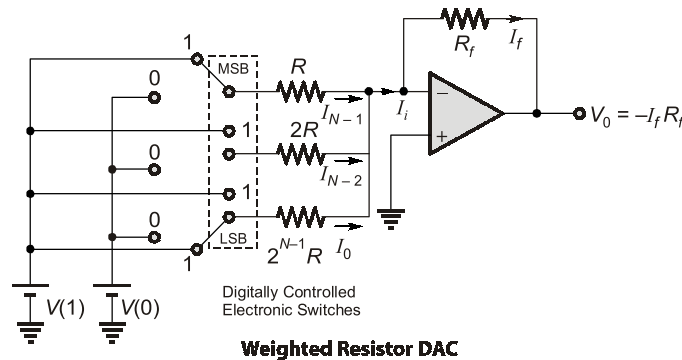 1
MSB
R
R_f
I_f
0
I_{N – 1}
I_i
–
+
V_0 = –I_f R_f
1
2R
0
I_{N – 2}
1
0
LSB
2^{N–1} R
I_0
1
V(1)
V(0)
Digitally Controlled
Electronic Switches
Weighted Resistor DAC